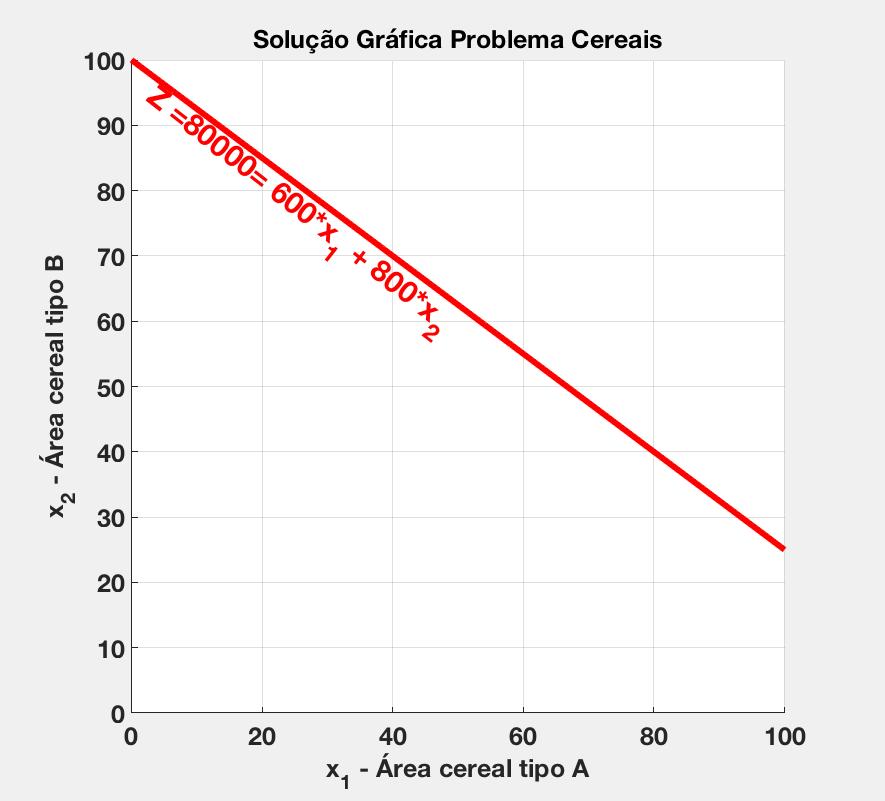 Solução Gráfica Problema Cereais
100
90
80
70
60
50
40
30
20
10
0
x2 - Área cereal tipo B
Z =80000= 600*x1 + 800*x2
0 20 40 60 80 100
x1 - Área cereal tipo A